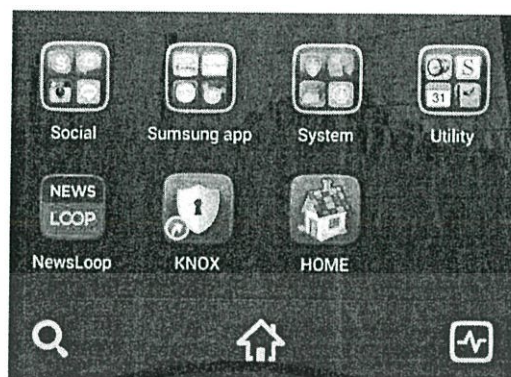 S
31
Social Sumsung app System Utility
NEWS
LOOP
NewsLoop KNOX HOME